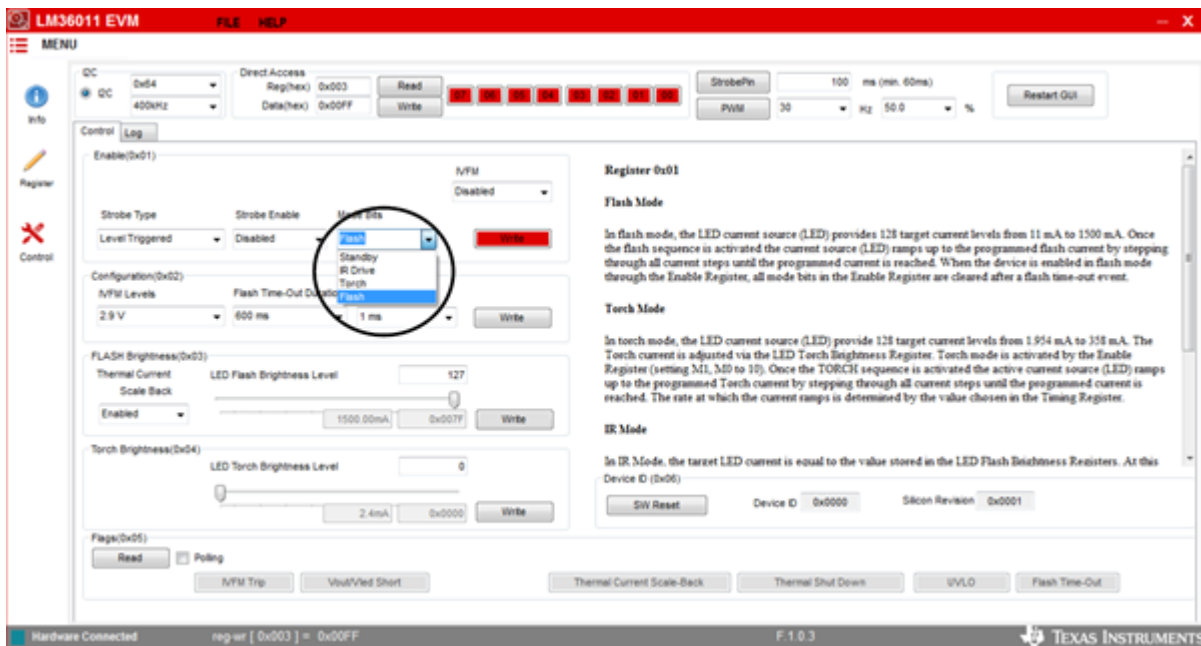 LM36011 EVM FILE HELP
MENU
Info
Register
Control
I2C
I2C
0x64
400kHz
Direct Access
Reg(hex) 0x003 Read
Data(hex) 0x00FF Write
07 06 05 04 03 02 01 00
StrobePin 100 ms (min. 60ms)
PWM 30 Hz 50.0 %
Restart GUI
Control Log
Enable(0x01)
IVFM
Disabled
Strobe Type Strobe Enable Mode Bits
Level Triggered Disabled Flash Write
Standby
IR Drive
Torch
Flash
Configuration(0x02)
IVFM Levels Flash Time-Out
2.9 V 600 ms 1 ms Write
FLASH Brightness(0x03)
Thermal Current
Scale Back
Enabled
LED Flash Brightness Level 127
1500.00mA 0x007F Write
Torch Brightness(0x04)
LED Torch Brightness Level 0
2.4mA 0x0000 Write
Register 0x01
Flash Mode
In flash mode, the LED current source (LED) provides 128 target current levels from 11 mA to 1500 mA. Once
the flash sequence is activated the current source (LED) ramps up to the programmed flash current by stepping
through all current steps until the programmed current is reached. When the device is enabled in flash mode
through the Enable Register, all mode bits in the Enable Register are cleared after a flash time-out event.
Torch Mode
In torch mode, the LED current source (LED) provide 128 target current levels from 1.954 mA to 358 mA. The
Torch current is adjusted via the LED Torch Brightness Register. Torch mode is activated by the Enable
Register (setting M1, M0 to 10). Once the TORCH sequence is activated the active current source (LED) ramps
up to the programmed Torch current by stepping through all current steps until the programmed current is
reached. The rate at which the current ramps is determined by the value chosen in the Timing Register.
IR Mode
In IR Mode, the target LED current is equal to the value stored in the LED Flash Brightness Registers. At this
Device ID (0x06)
SW Reset Device ID 0x0000 Silicon Revision 0x0001
Flags(0x05)
Read Polling
IVFM Trip Vout/Vled Short Thermal Current Scale-Back Thermal Shut Down UVLO Flash Time-Out
Hardware Connected reg-wr [ 0x003 ] = 0x00FF F.1.0.3 TEXAS INSTRUMENTS